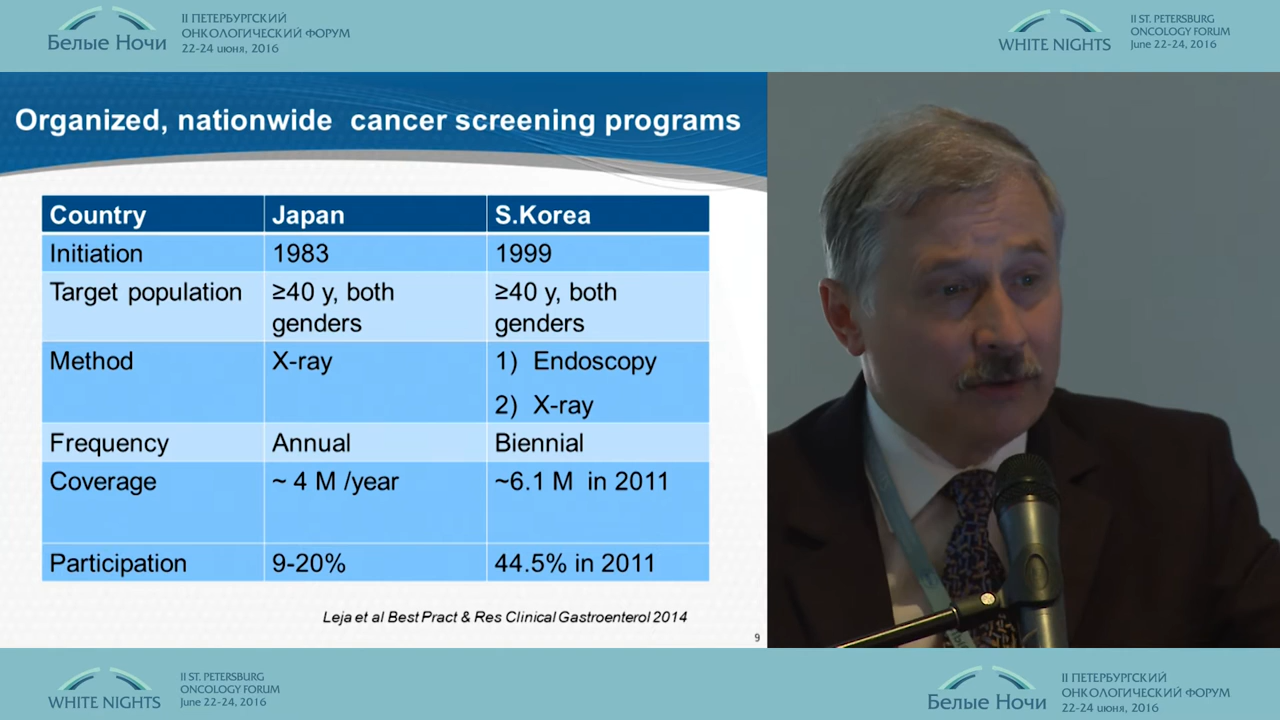 Белые Ночи
II ПЕТЕРБУРГСКИЙ
ОНКОЛОГИЧЕСКИЙ ФОРУМ
22-24 июня, 2016
WHITE NIGHTS
II ST. PETERSBURG
ONCOLOGY FORUM
June 22-24, 2016
Organized, nationwide cancer screening programs
Country Japan S.Korea
Initiation 1983 1999
Target population ≥40 y, both genders ≥40 y, both genders
Method X-ray 1) Endoscopy
2) X-ray
Frequency Annual Biennial
Coverage ~ 4 M /year ~6.1 M in 2011
Participation 9-20% 44.5% in 2011
Leja et al Best Pract & Res Clinical Gastroenterol 2014
9
WHITE NIGHTS
II ST. PETERSBURG
ONCOLOGY FORUM
June 22-24, 2016
Белые Ночи
II ПЕТЕРБУРГСКИЙ
ОНКОЛОГИЧЕСКИЙ ФОРУМ
22-24 июня, 2016